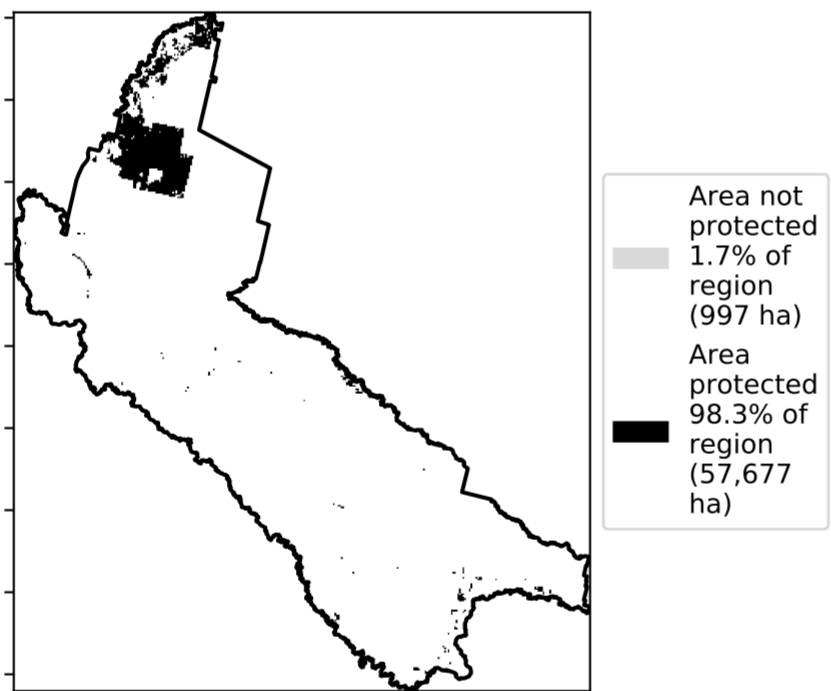 Area not
protected
1.7% of
region
(997 ha)
Area
protected
98.3% of
region
(57,677
ha)